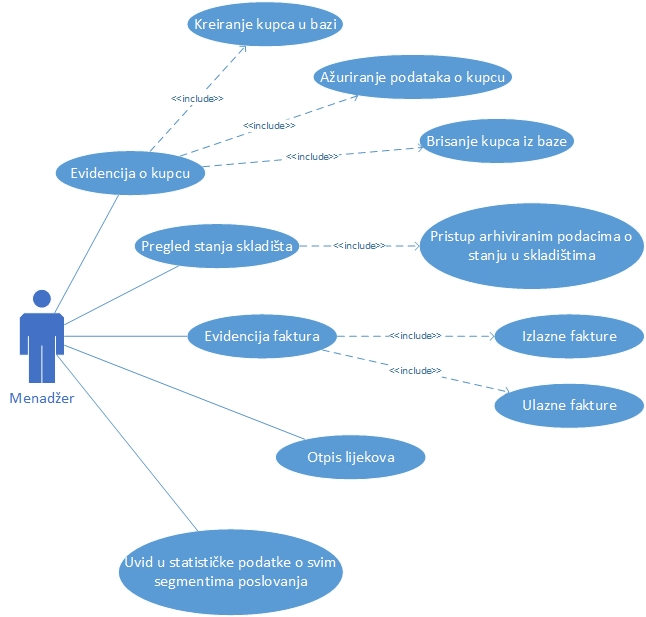 Kreiranje kupca u bazi
<<include>>
Ažuriranje podataka o kupcu
<<include>>
Brisanje kupca iz baze
<<include>>
Evidencija o kupcu
Pregled stanja skladišta
<<include>>
Pristup arhiviranim podacima o
stanju u skladištima
Evidencija faktura
<<include>>
Izlazne fakture
<<include>>
Ulazne fakture
Menadžer
Otpis lijekova
Uvid u statističke podatke o svim
segmentima poslovanja